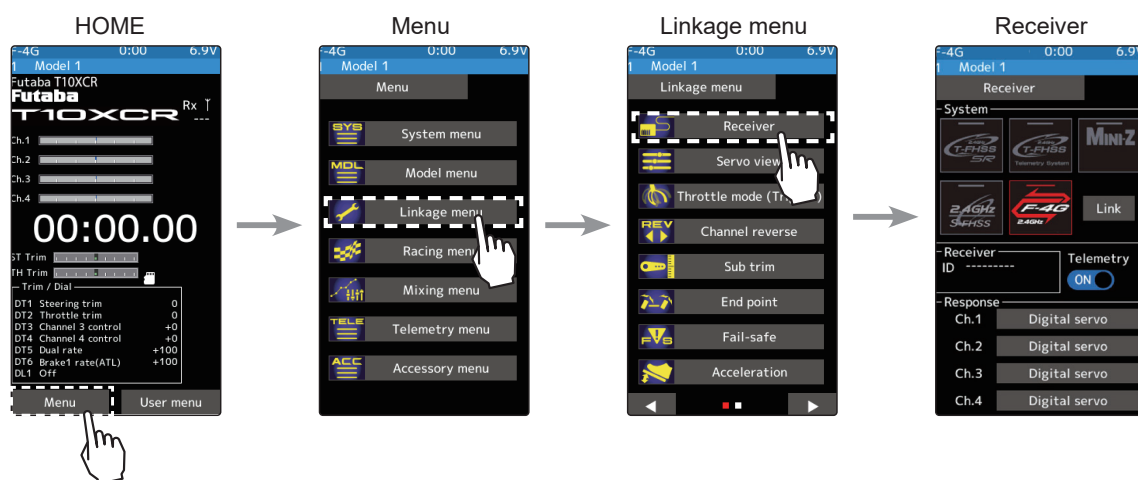 HOME
F-4G 0:00 6.9V
1 Model 1
Futaba T10XCR
Futaba
T10XCR Rx
---
Ch.1
Ch.2
Ch.3
Ch.4
00:00.00
ST Trim
TH Trim
Trim / Dial
DT1 Steering trim 0
DT2 Throttle trim 0
DT3 Channel 3 control +0
DT4 Channel 4 control +0
DT5 Dual rate +100
DT6 Brake1 rate(ATL) +100
DL1 Off
Menu User menu
Menu
F-4G 0:00 6.9V
1 Model 1
Menu
SYS System menu
MDL Model menu
Linkage menu
Racing menu
Mixing menu
TELE Telemetry menu
ACC Accessory menu
Linkage menu
F-4G 0:00 6.9V
1 Model 1
Linkage menu
Receiver
Servo view
Throttle mode (Tr
REV Channel reverse
Sub trim
End point
F/S Fail-safe
Acceleration
Receiver
F-4G 0:00 6.9V
1 Model 1
Receiver
System
T-FHSS SR
T-FHSS Telemetry System
MINI-Z
2.4GHz S-FHSS
F-4G 2.4GHz
Link
Receiver
ID --------- Telemetry
ON
Response
Ch.1 Digital servo
Ch.2 Digital servo
Ch.3 Digital servo
Ch.4 Digital servo